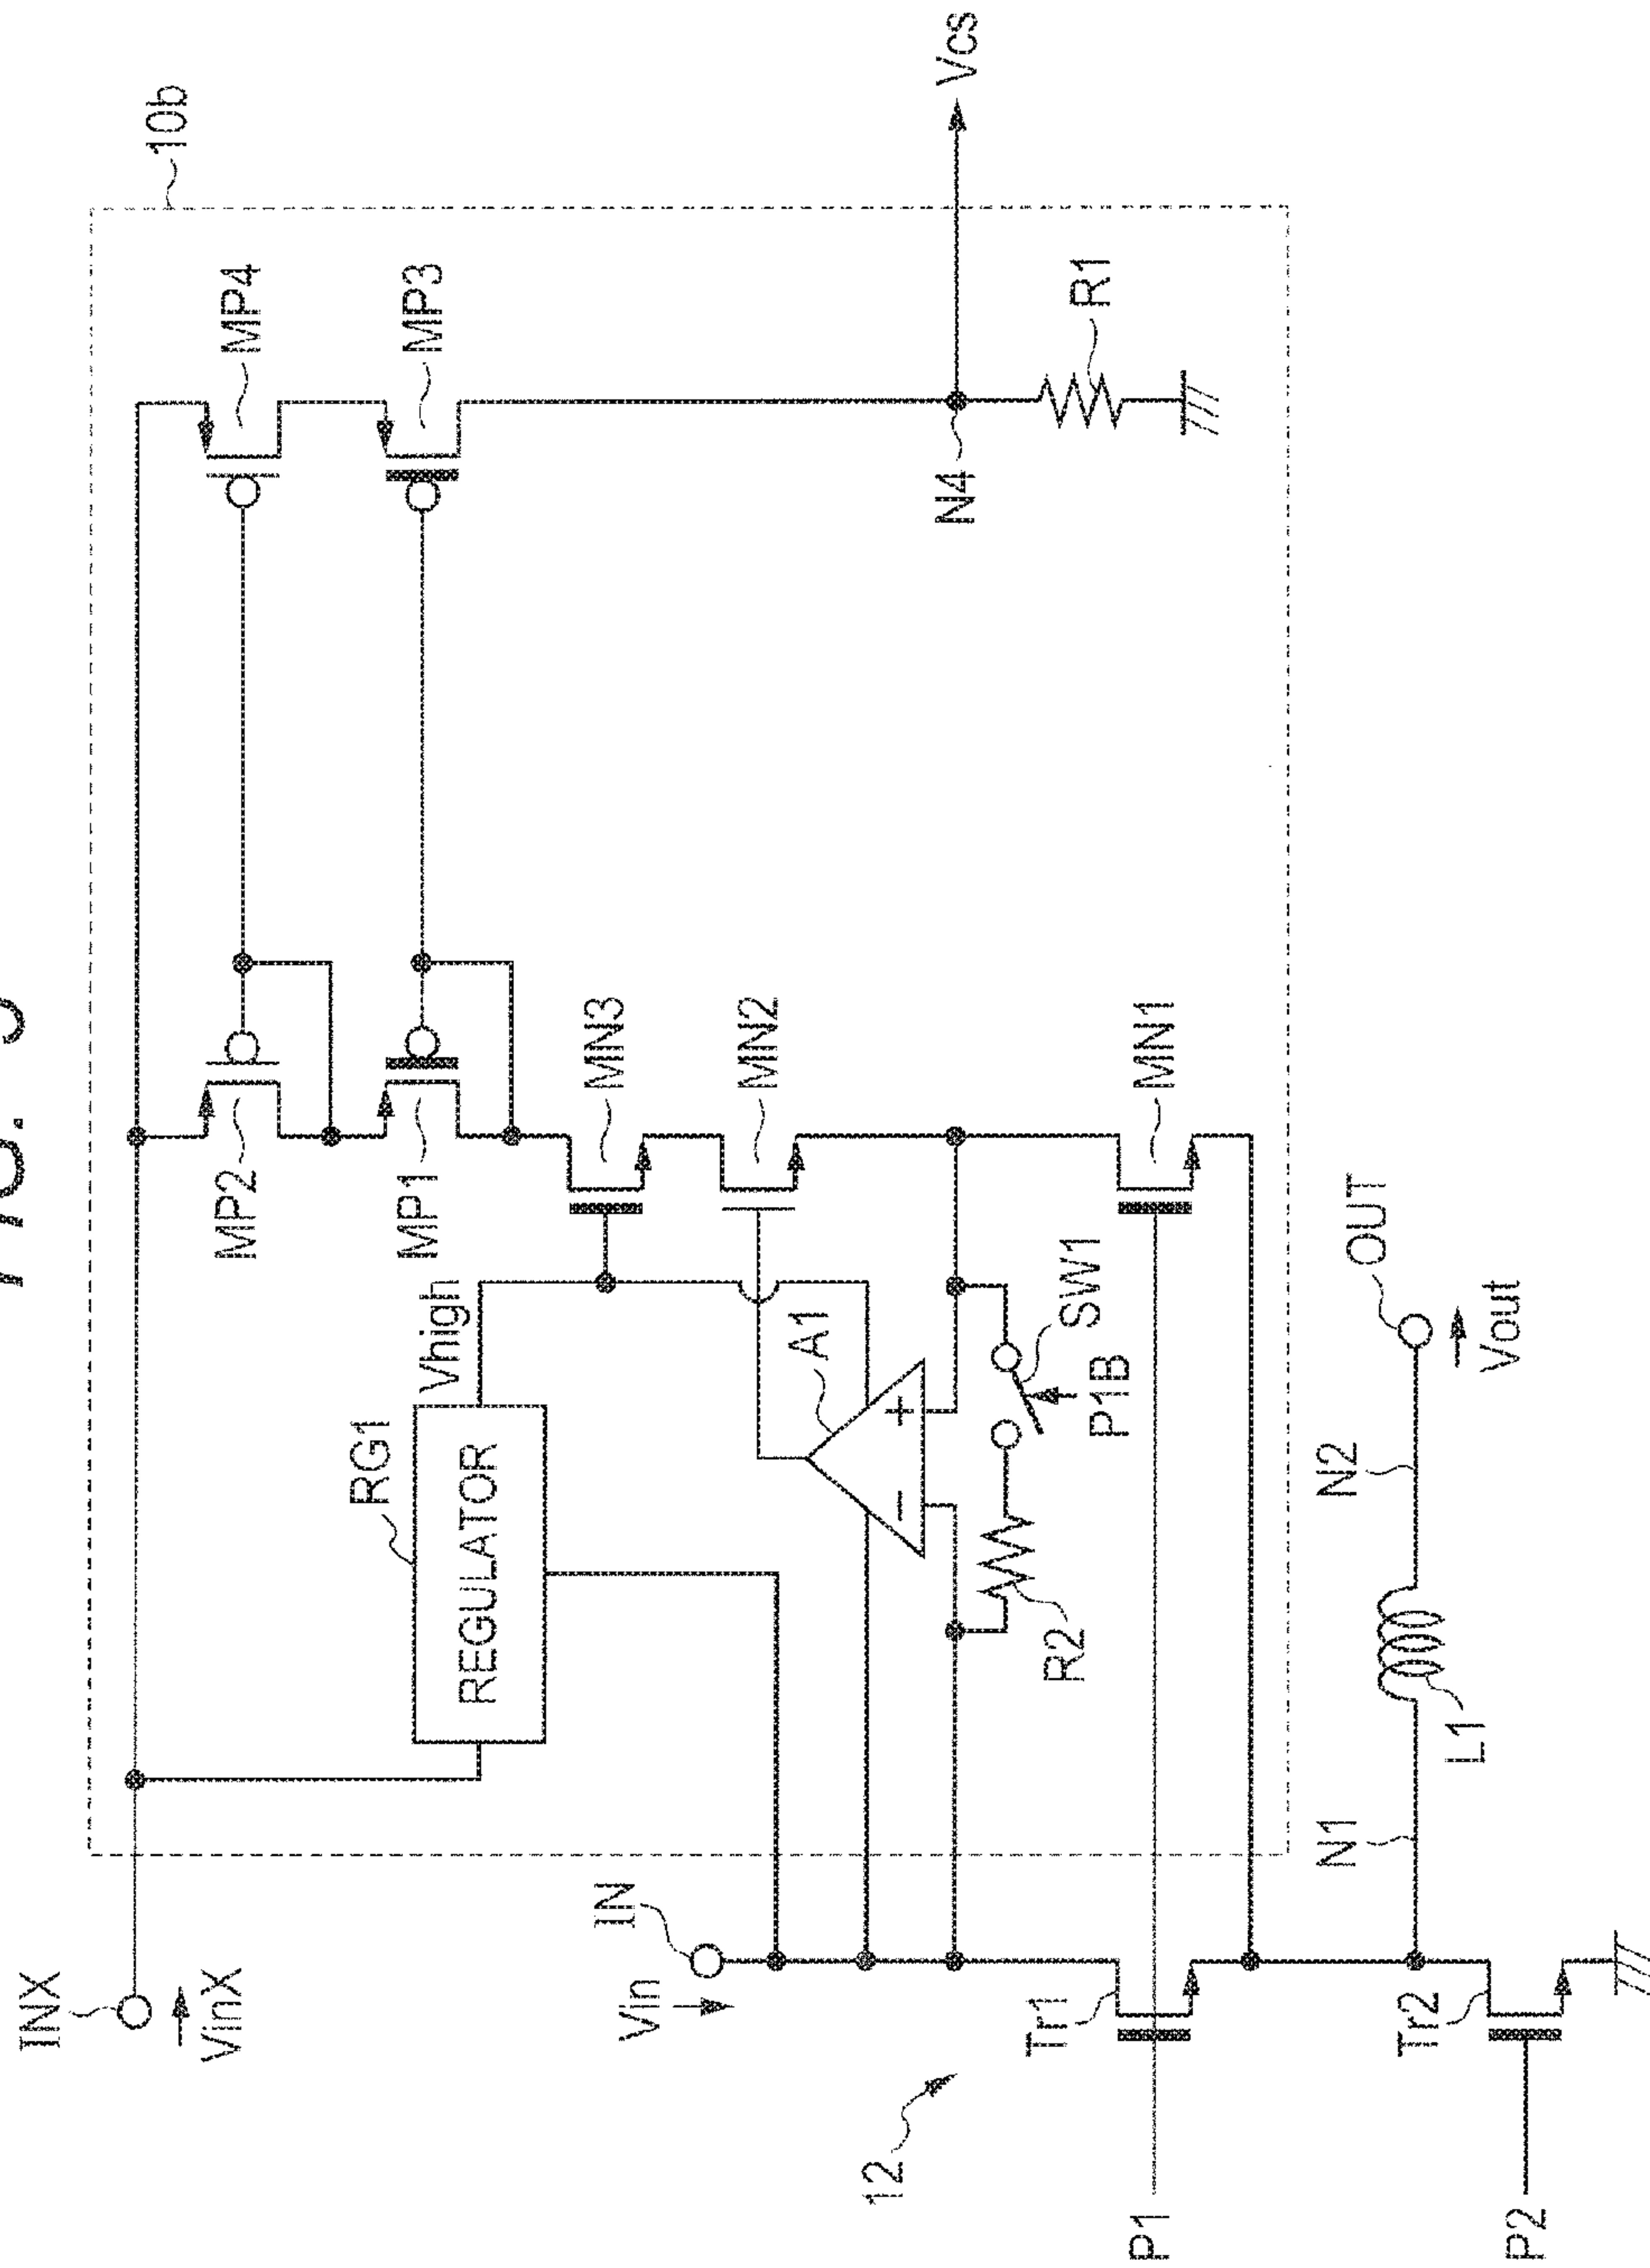 INX
VinX
10b
MP2
MP4
MP1
MP3
RG1
REGULATOR
Vhigh
MN3
MN2
IN
Vin
A1
−
+
N4
Vcs
R2
SW1
P1B
R1
12
Tr1
MN1
P1
N1
L1
N2
OUT
Vout
Tr2
P2